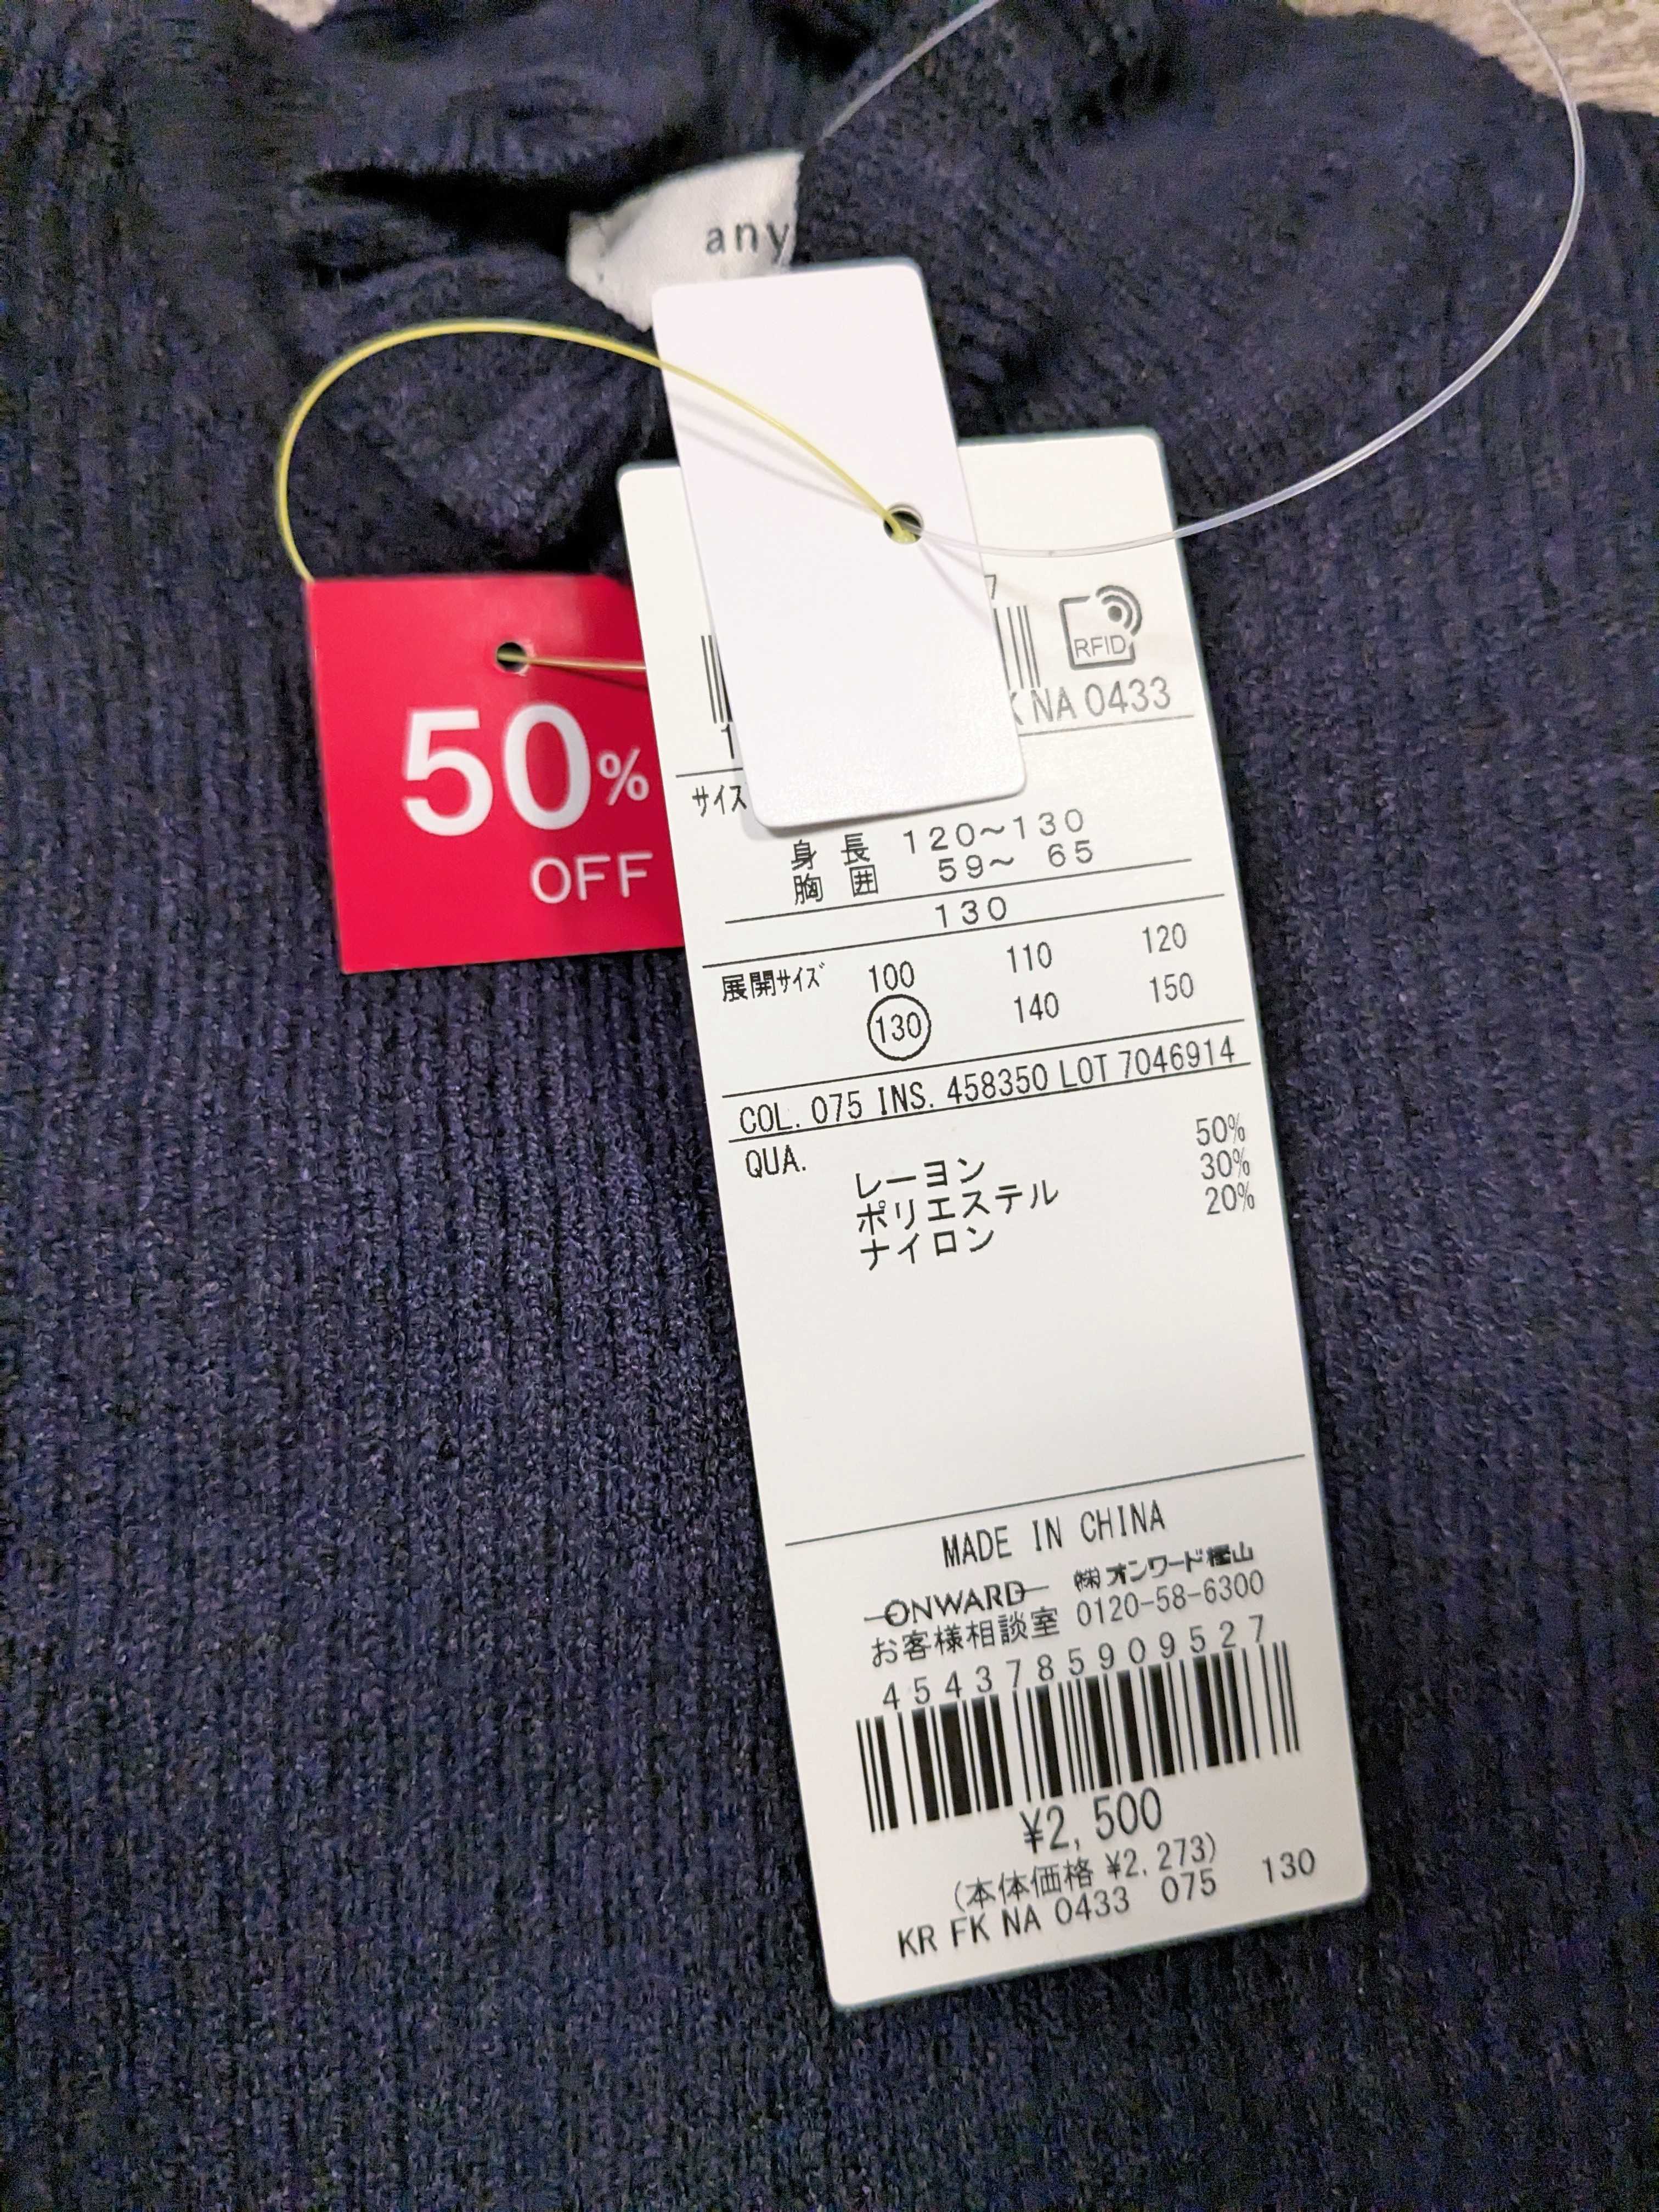 any
50%
OFF
7
RFID
NA 0433
1
サイズ
身長 120～130
胸囲 59～ 65
130
展開サイズ 100 110 120
130 140 150
COL. 075 INS. 458350 LOT 7046914
QUA.
レーヨン 50%
ポリエステル 30%
ナイロン 20%
MADE IN CHINA
ONWARD ㈱オンワード樫山
お客様相談室 0120-58-6300
4543785909527
¥2,500
(本体価格 ¥2,273)
KR FK NA 0433 075 130